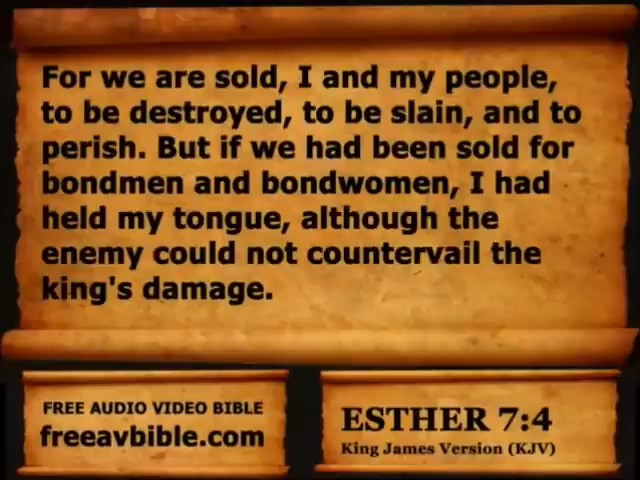 For we are sold, I and my people,
to be destroyed, to be slain, and to
perish. But if we had been sold for
bondmen and bondwomen, I had
held my tongue, although the
enemy could not countervail the
king's damage.
FREE AUDIO VIDEO BIBLE
freeavbible.com
ESTHER 7:4
King James Version (KJV)